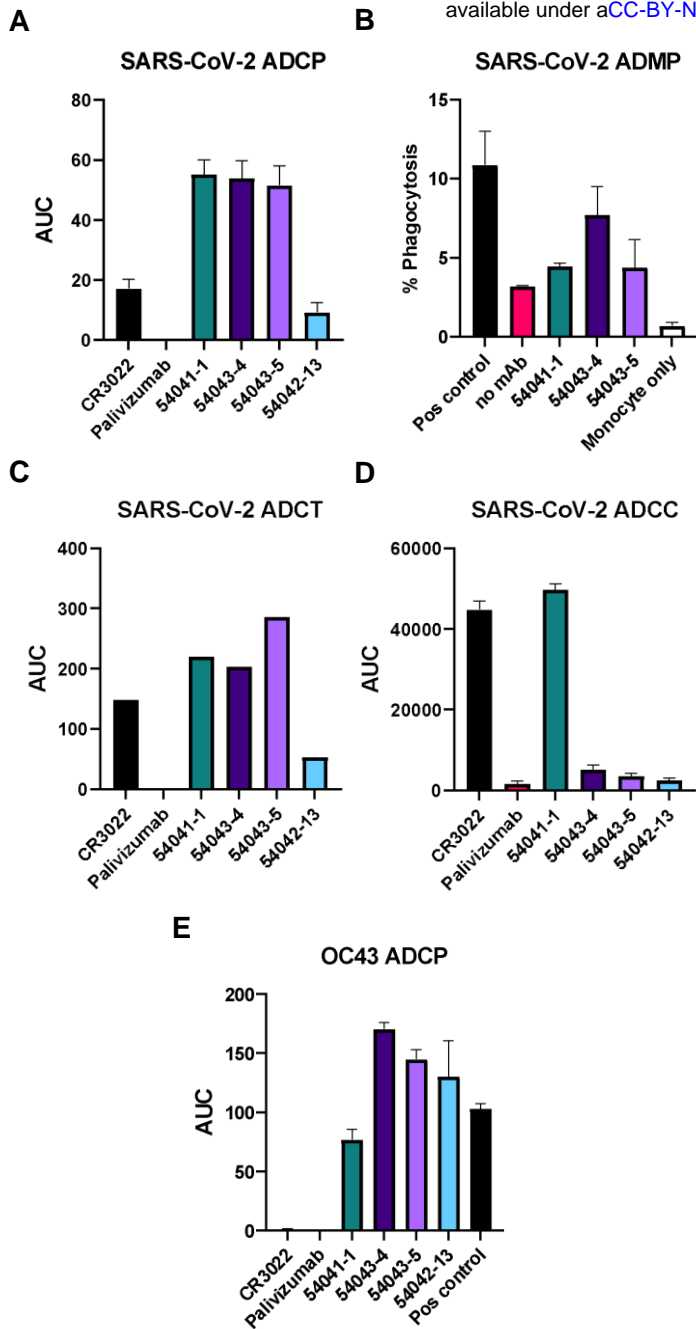 available under aCC-BY-N
A
SARS-CoV-2 ADCP
80
60
40
20
0
AUC
CR3022
Palivizumab
54041-1
54043-4
54043-5
54042-13
B
SARS-CoV-2 ADMP
15
10
5
0
% Phagocytosis
Pos control
no mAb
54041-1
54043-4
54043-5
Monocyte only
C
SARS-CoV-2 ADCT
400
300
200
100
0
AUC
CR3022
Palivizumab
54041-1
54043-4
54043-5
54042-13
D
SARS-CoV-2 ADCC
60000
40000
20000
0
AUC
CR3022
Palivizumab
54041-1
54043-4
54043-5
54042-13
E
OC43 ADCP
200
150
100
50
0
AUC
CR3022
Palivizumab
54041-1
54043-4
54043-5
54042-13
Pos control